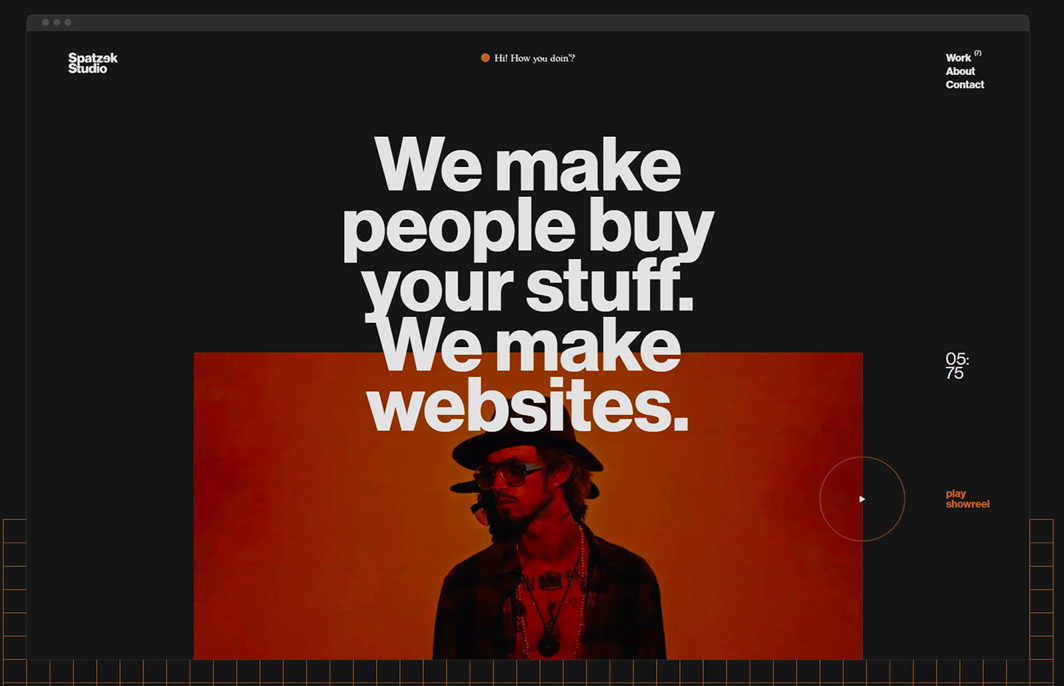 Spatzek
Studio
Hi! How you doin'?
Work (7)
About
Contact
We make
people buy
your stuff.
We make
websites.
05:
75
play
showreel